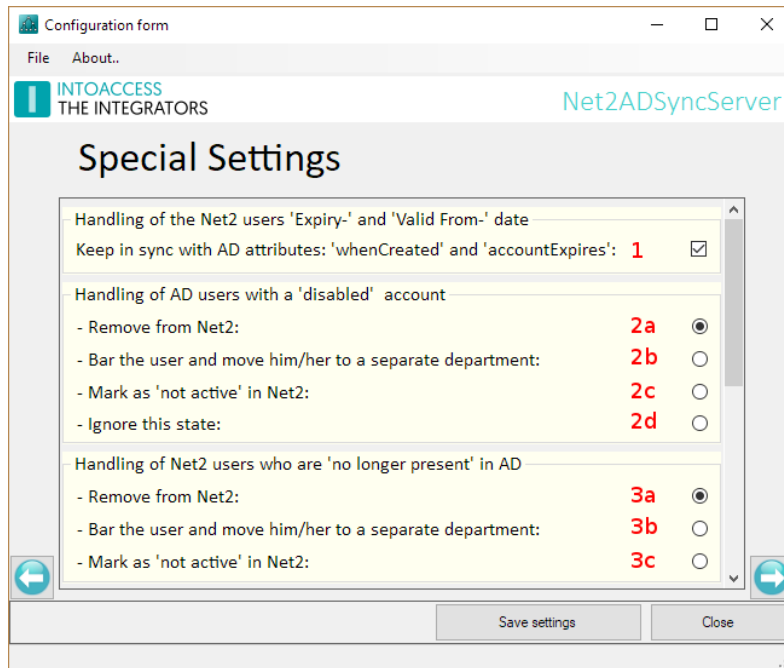 Configuration form
File About..
INTOACCESS
THE INTEGRATORS
Net2ADSyncServer
Special Settings
Handling of the Net2 users 'Expiry-' and 'Valid From-' date
Keep in sync with AD attributes: 'whenCreated' and 'accountExpires': 1
Handling of AD users with a 'disabled' account
- Remove from Net2: 2a
- Bar the user and move him/her to a separate department: 2b
- Mark as 'not active' in Net2: 2c
- Ignore this state: 2d
Handling of Net2 users who are 'no longer present' in AD
- Remove from Net2: 3a
- Bar the user and move him/her to a separate department: 3b
- Mark as 'not active' in Net2: 3c
Save settings Close